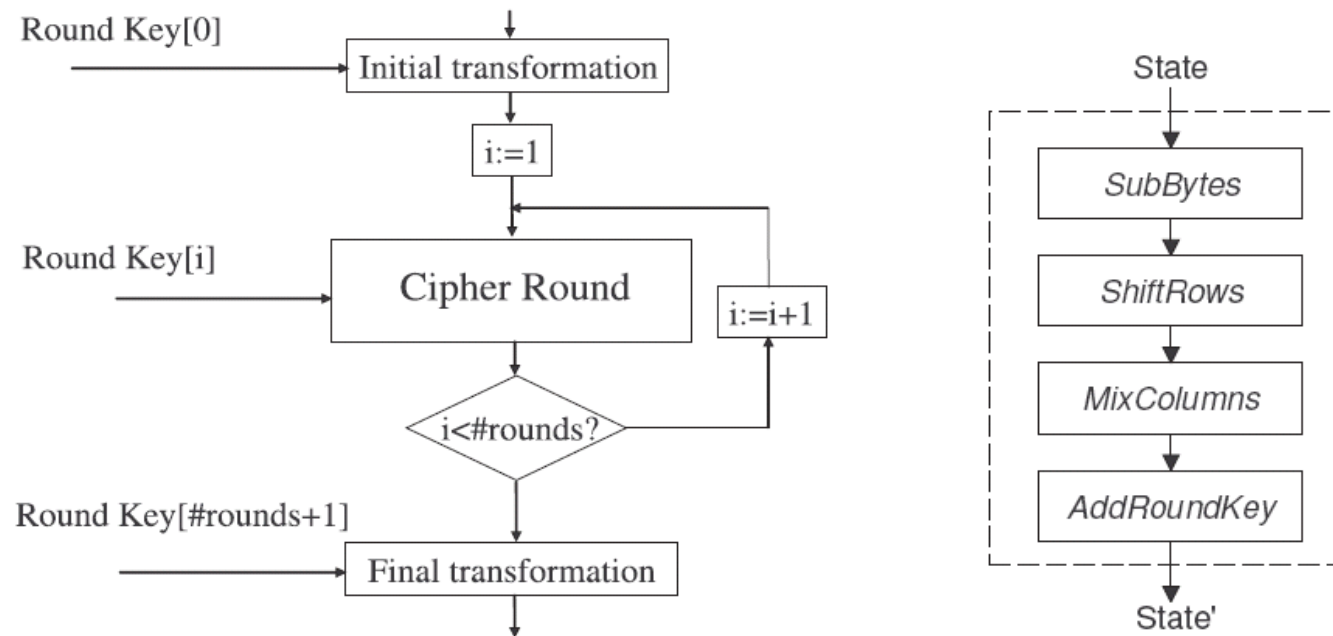 Round Key[0]
Initial transformation
i:=1
Round Key[i]
Cipher Round
i:=i+1
i<#rounds?
Round Key[#rounds+1]
Final transformation
State
SubBytes
ShiftRows
MixColumns
AddRoundKey
State'